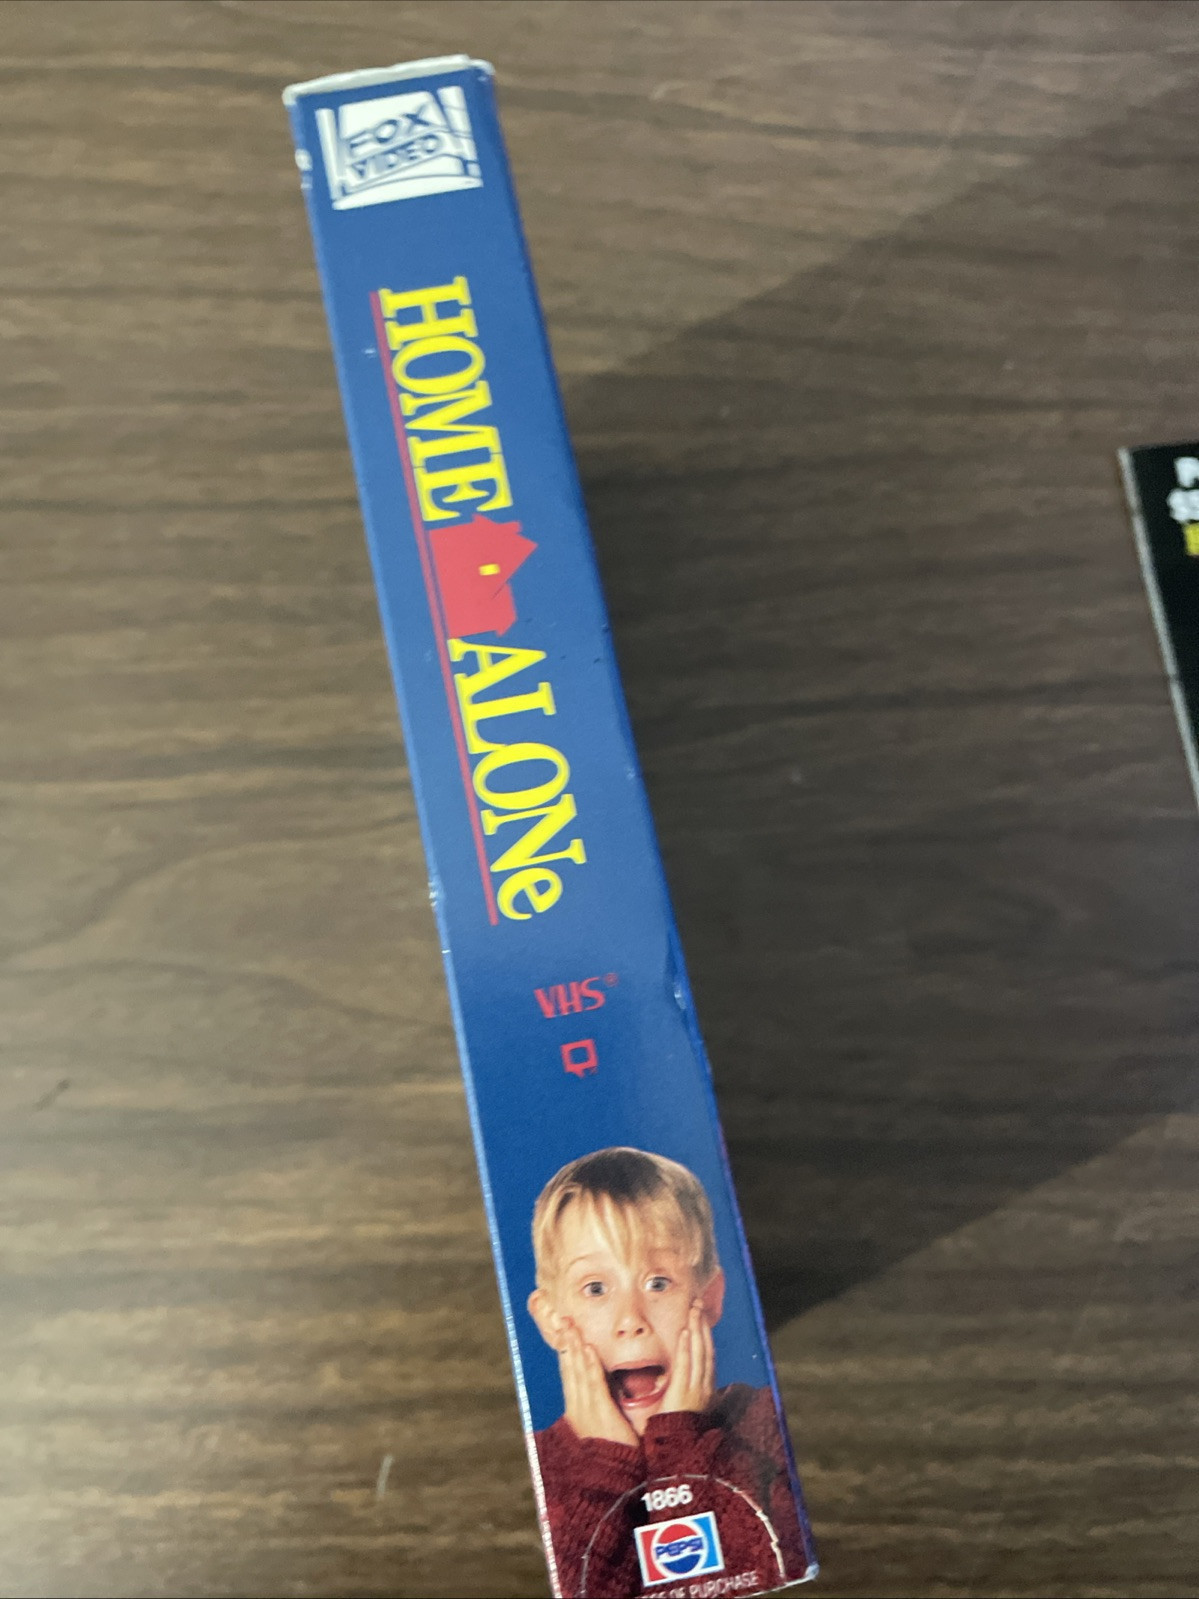 FOX
VIDEO
HOME ALONe
VHS®
1866
PEPSI
OF PURCHASE